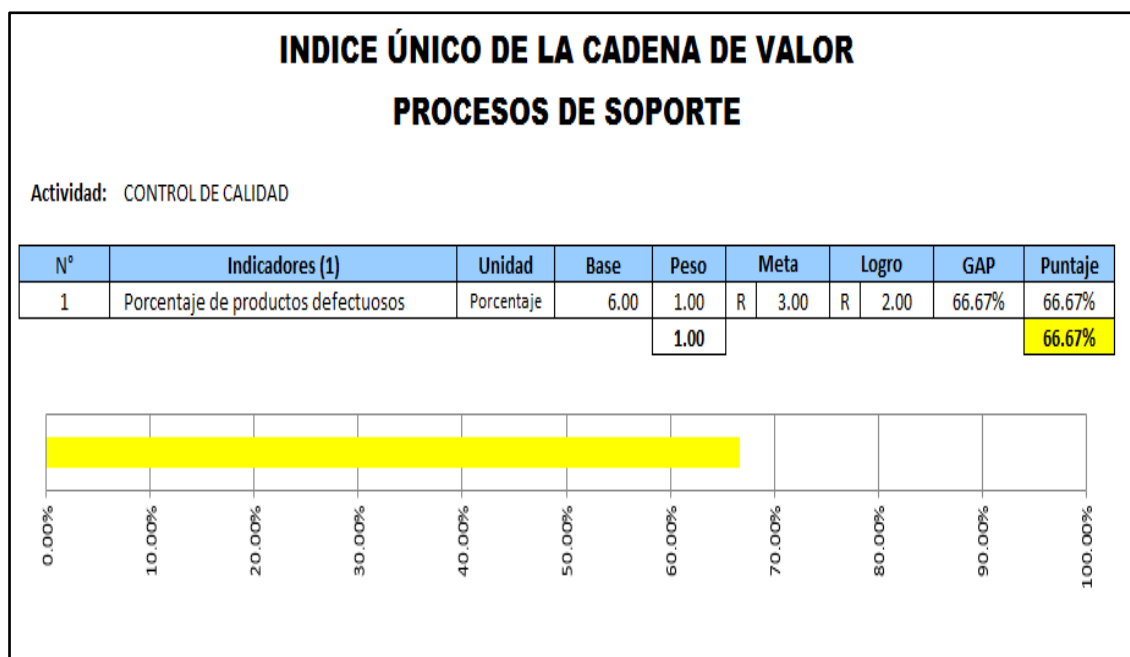 INDICE ÚNICO DE LA CADENA DE VALOR
PROCESOS DE SOPORTE
Actividad: CONTROL DE CALIDAD
N° Indicadores (1) Unidad Base Peso Meta Logro GAP Puntaje
1 Porcentaje de productos defectuosos Porcentaje 6.00 1.00 R 3.00 R 2.00 66.67% 66.67%
1.00 66.67%
0.00% 10.00% 20.00% 30.00% 40.00% 50.00% 60.00% 70.00% 80.00% 90.00% 100.00%